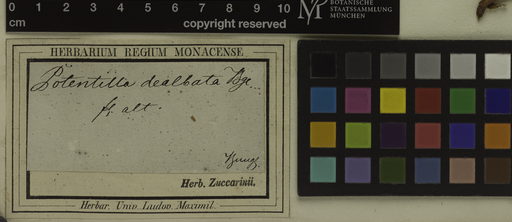 0 1 2 3 4 5 6 7 8 9 10
cm
copyright reserved
BOTANISCHE
STAATSSAMMLUNG
MÜNCHEN
HERBARIUM REGIUM MONACENSE.
Potentilla dealbata Bge.
fl. alt.
Bunge
Herb. Zuccarinii.
Herbar. Univ. Ludov. Maximil.